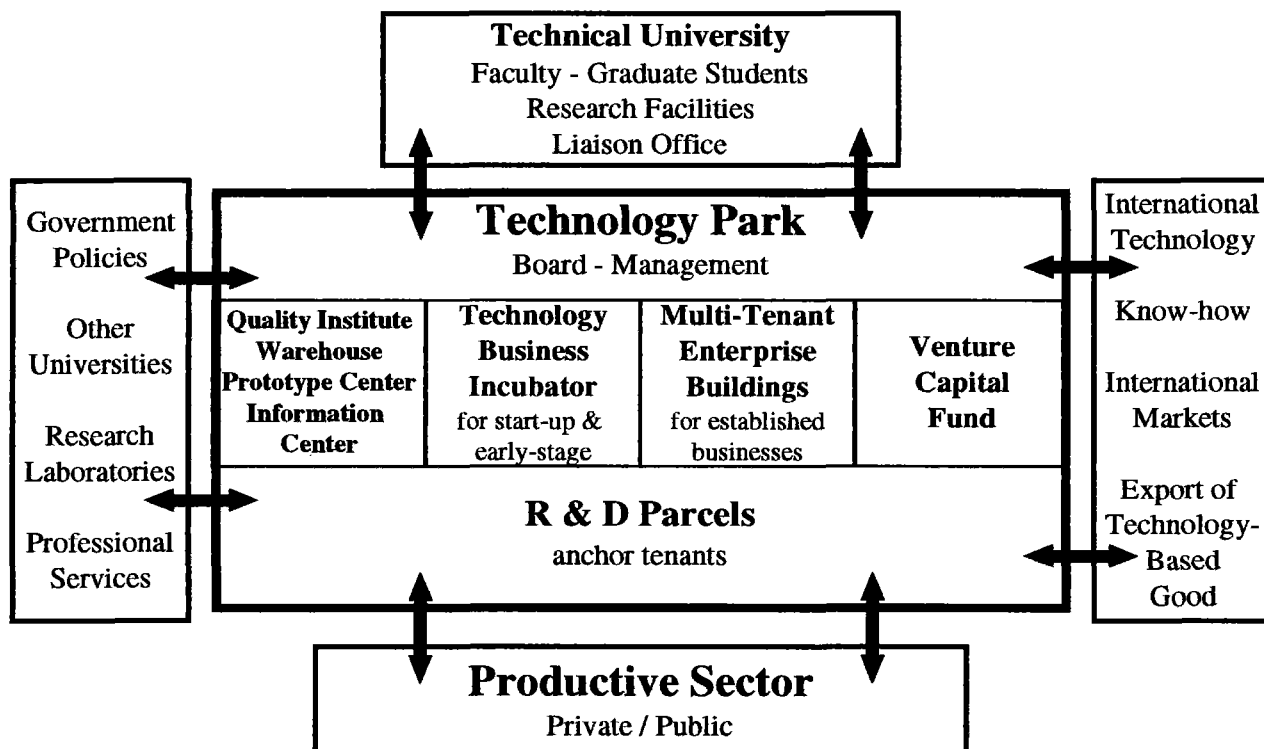 Technical University
Faculty - Graduate Students
Research Facilities
Liaison Office
Government
Policies
Other
Universities
Research
Laboratories
Professional
Services
Technology Park
Board - Management
Quality Institute
Warehouse
Prototype Center
Information
Center
Technology
Business
Incubator
for start-up &
early-stage
Multi-Tenant
Enterprise
Buildings
for established
businesses
Venture
Capital
Fund
R & D Parcels
anchor tenants
International
Technology
Know-how
International
Markets
Export of
Technology-
Based
Good
Productive Sector
Private / Public